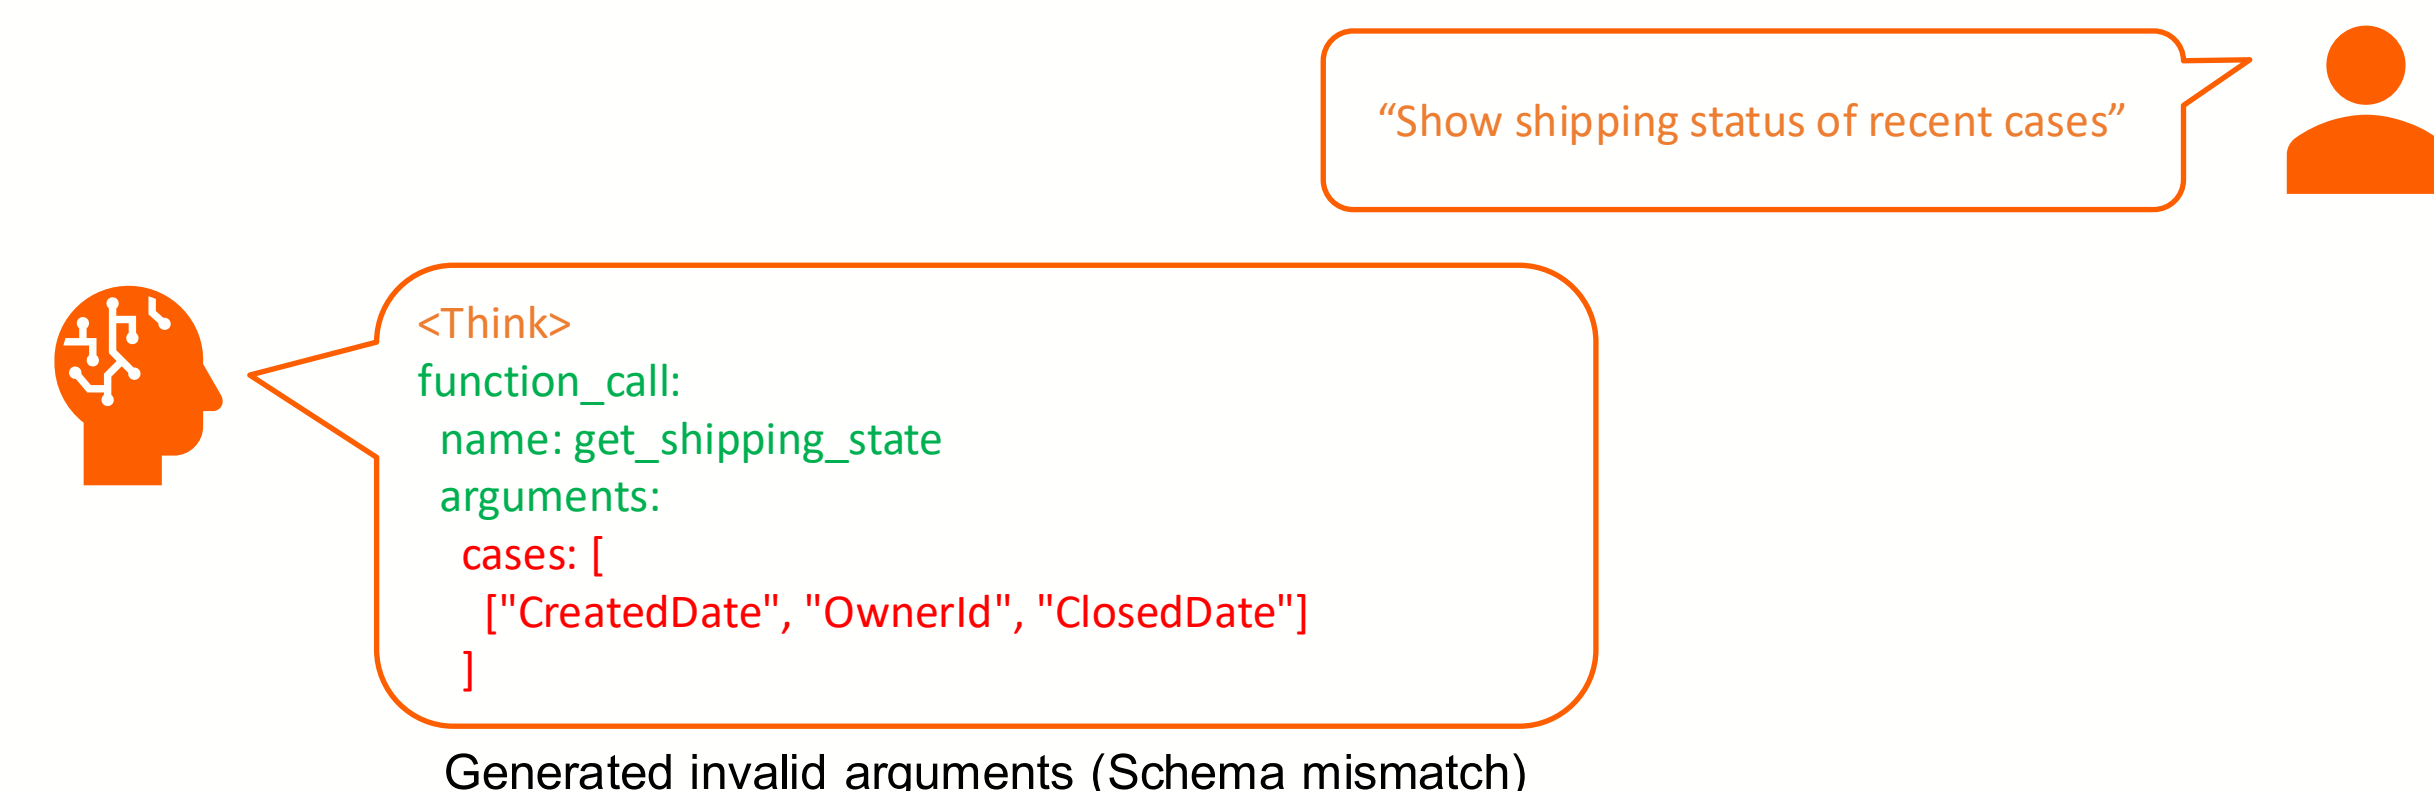 “Show shipping status of recent cases”
<Think>
function_call:
name: get_shipping_state
arguments:
cases: [
["CreatedDate", "OwnerId", "ClosedDate"]
]
Generated invalid arguments (Schema mismatch)